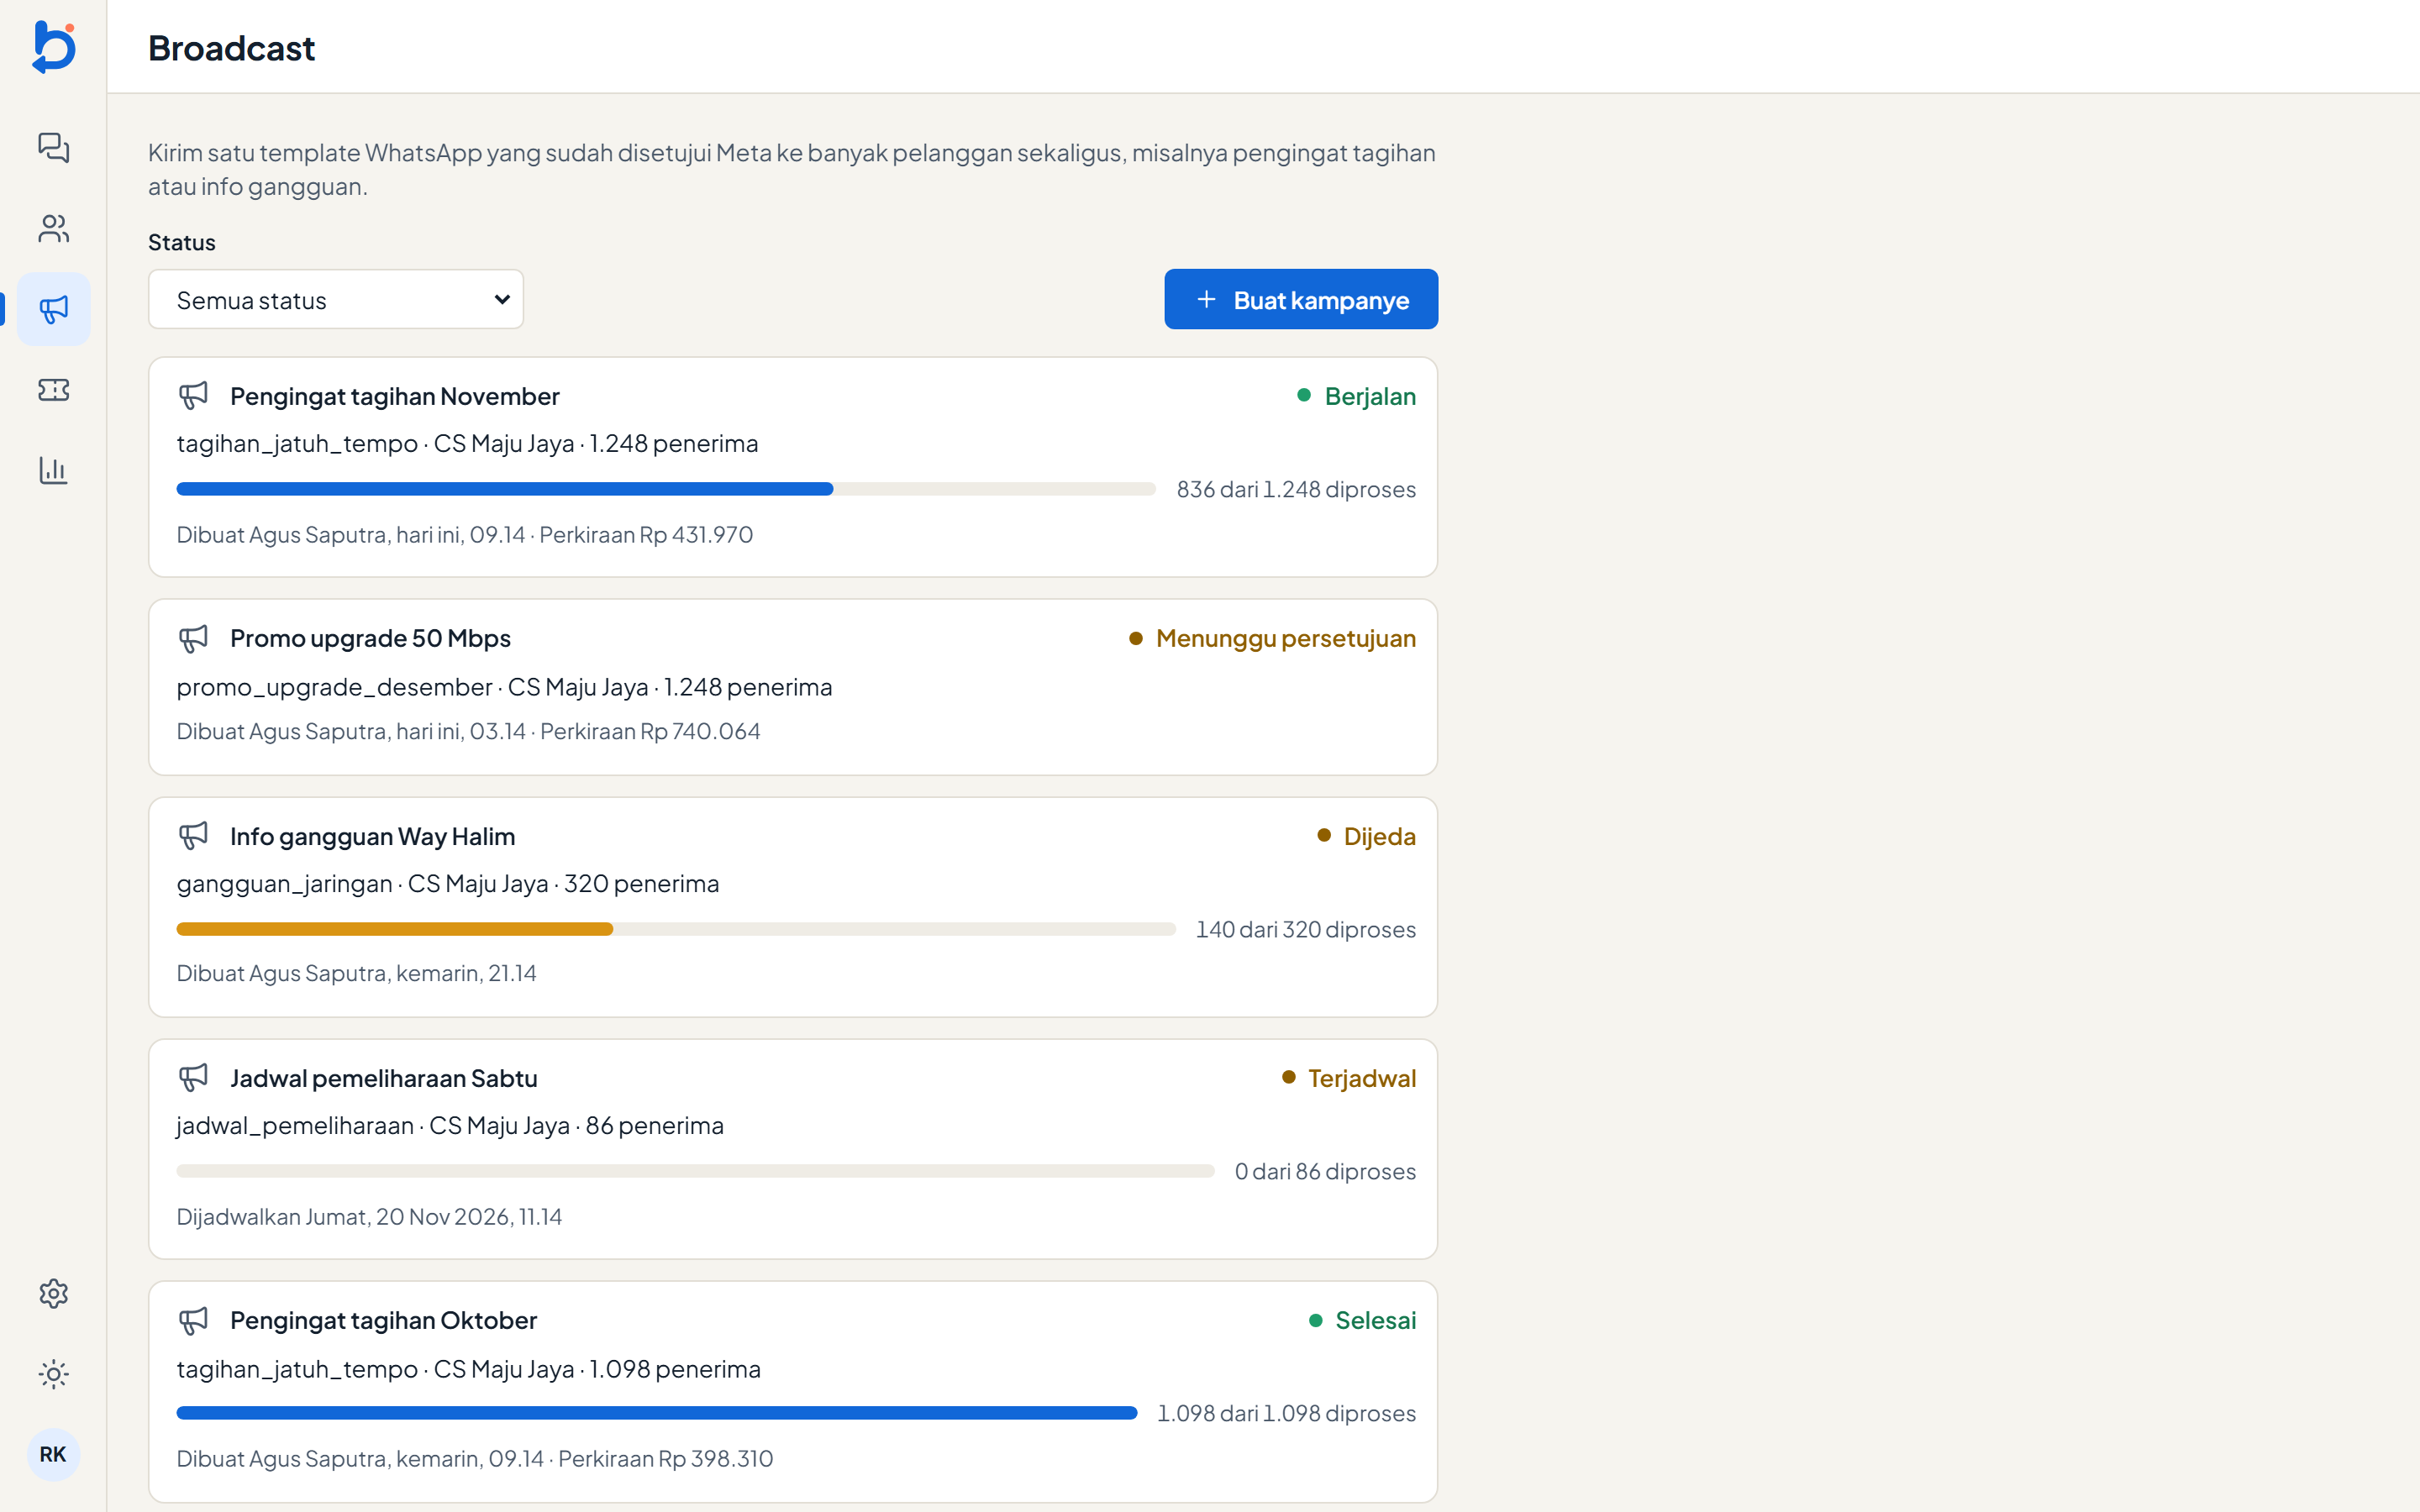 Broadcast
Kirim satu template WhatsApp yang sudah disetujui Meta ke banyak pelanggan sekaligus, misalnya pengingat tagihan
atau info gangguan.
Status
Semua status
Buat kampanye
Pengingat tagihan November
Berjalan
tagihan_jatuh_tempo · CS Maju Jaya · 1.248 penerima
836 dari 1.248 diproses
Dibuat Agus Saputra, hari ini, 09.14 · Perkiraan Rp 431.970
Promo upgrade 50 Mbps
Menunggu persetujuan
promo_upgrade_desember · CS Maju Jaya · 1.248 penerima
Dibuat Agus Saputra, hari ini, 03.14 · Perkiraan Rp 740.064
Info gangguan Way Halim
Dijeda
gangguan_jaringan · CS Maju Jaya · 320 penerima
140 dari 320 diproses
Dibuat Agus Saputra, kemarin, 21.14
Jadwal pemeliharaan Sabtu
Terjadwal
jadwal_pemeliharaan · CS Maju Jaya · 86 penerima
0 dari 86 diproses
Dijadwalkan Jumat, 20 Nov 2026, 11.14
Pengingat tagihan Oktober
Selesai
tagihan_jatuh_tempo · CS Maju Jaya · 1.098 penerima
1.098 dari 1.098 diproses
Dibuat Agus Saputra, kemarin, 09.14 · Perkiraan Rp 398.310
RK